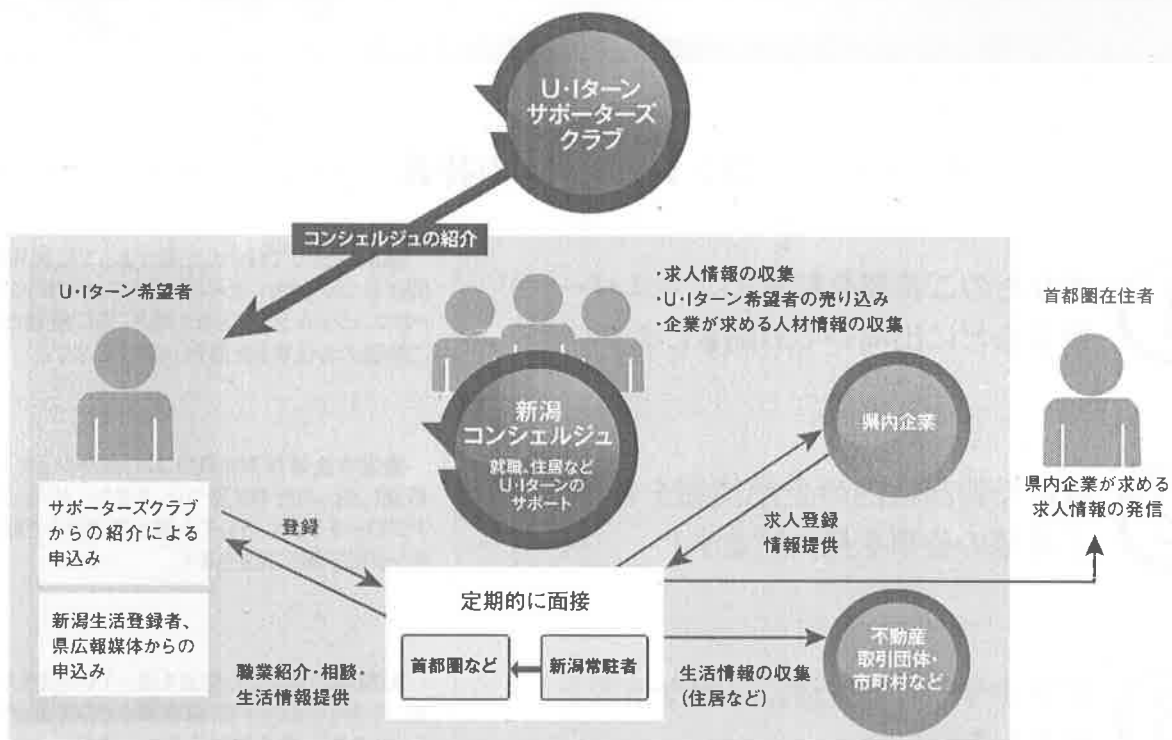 U・Iターン
サポーターズ
クラブ
コンシェルジュの紹介
U・Iターン希望者
・求人情報の収集
・U・Iターン希望者の売り込み
・企業が求める人材情報の収集
首都圏在住者
新潟
コンシェルジュ
就職、住居など
U・Iターンの
サポート
県内企業
サポーターズクラブ
からの紹介による
申込み
登録
求人登録
情報提供
県内企業が求める
求人情報の発信
新潟生活登録者、
県広報媒体からの
申込み
定期的に面接
首都圏など
新潟常駐者
職業紹介・相談・
生活情報提供
生活情報の収集
(住居など)
不動産
取引団体・
市町村など